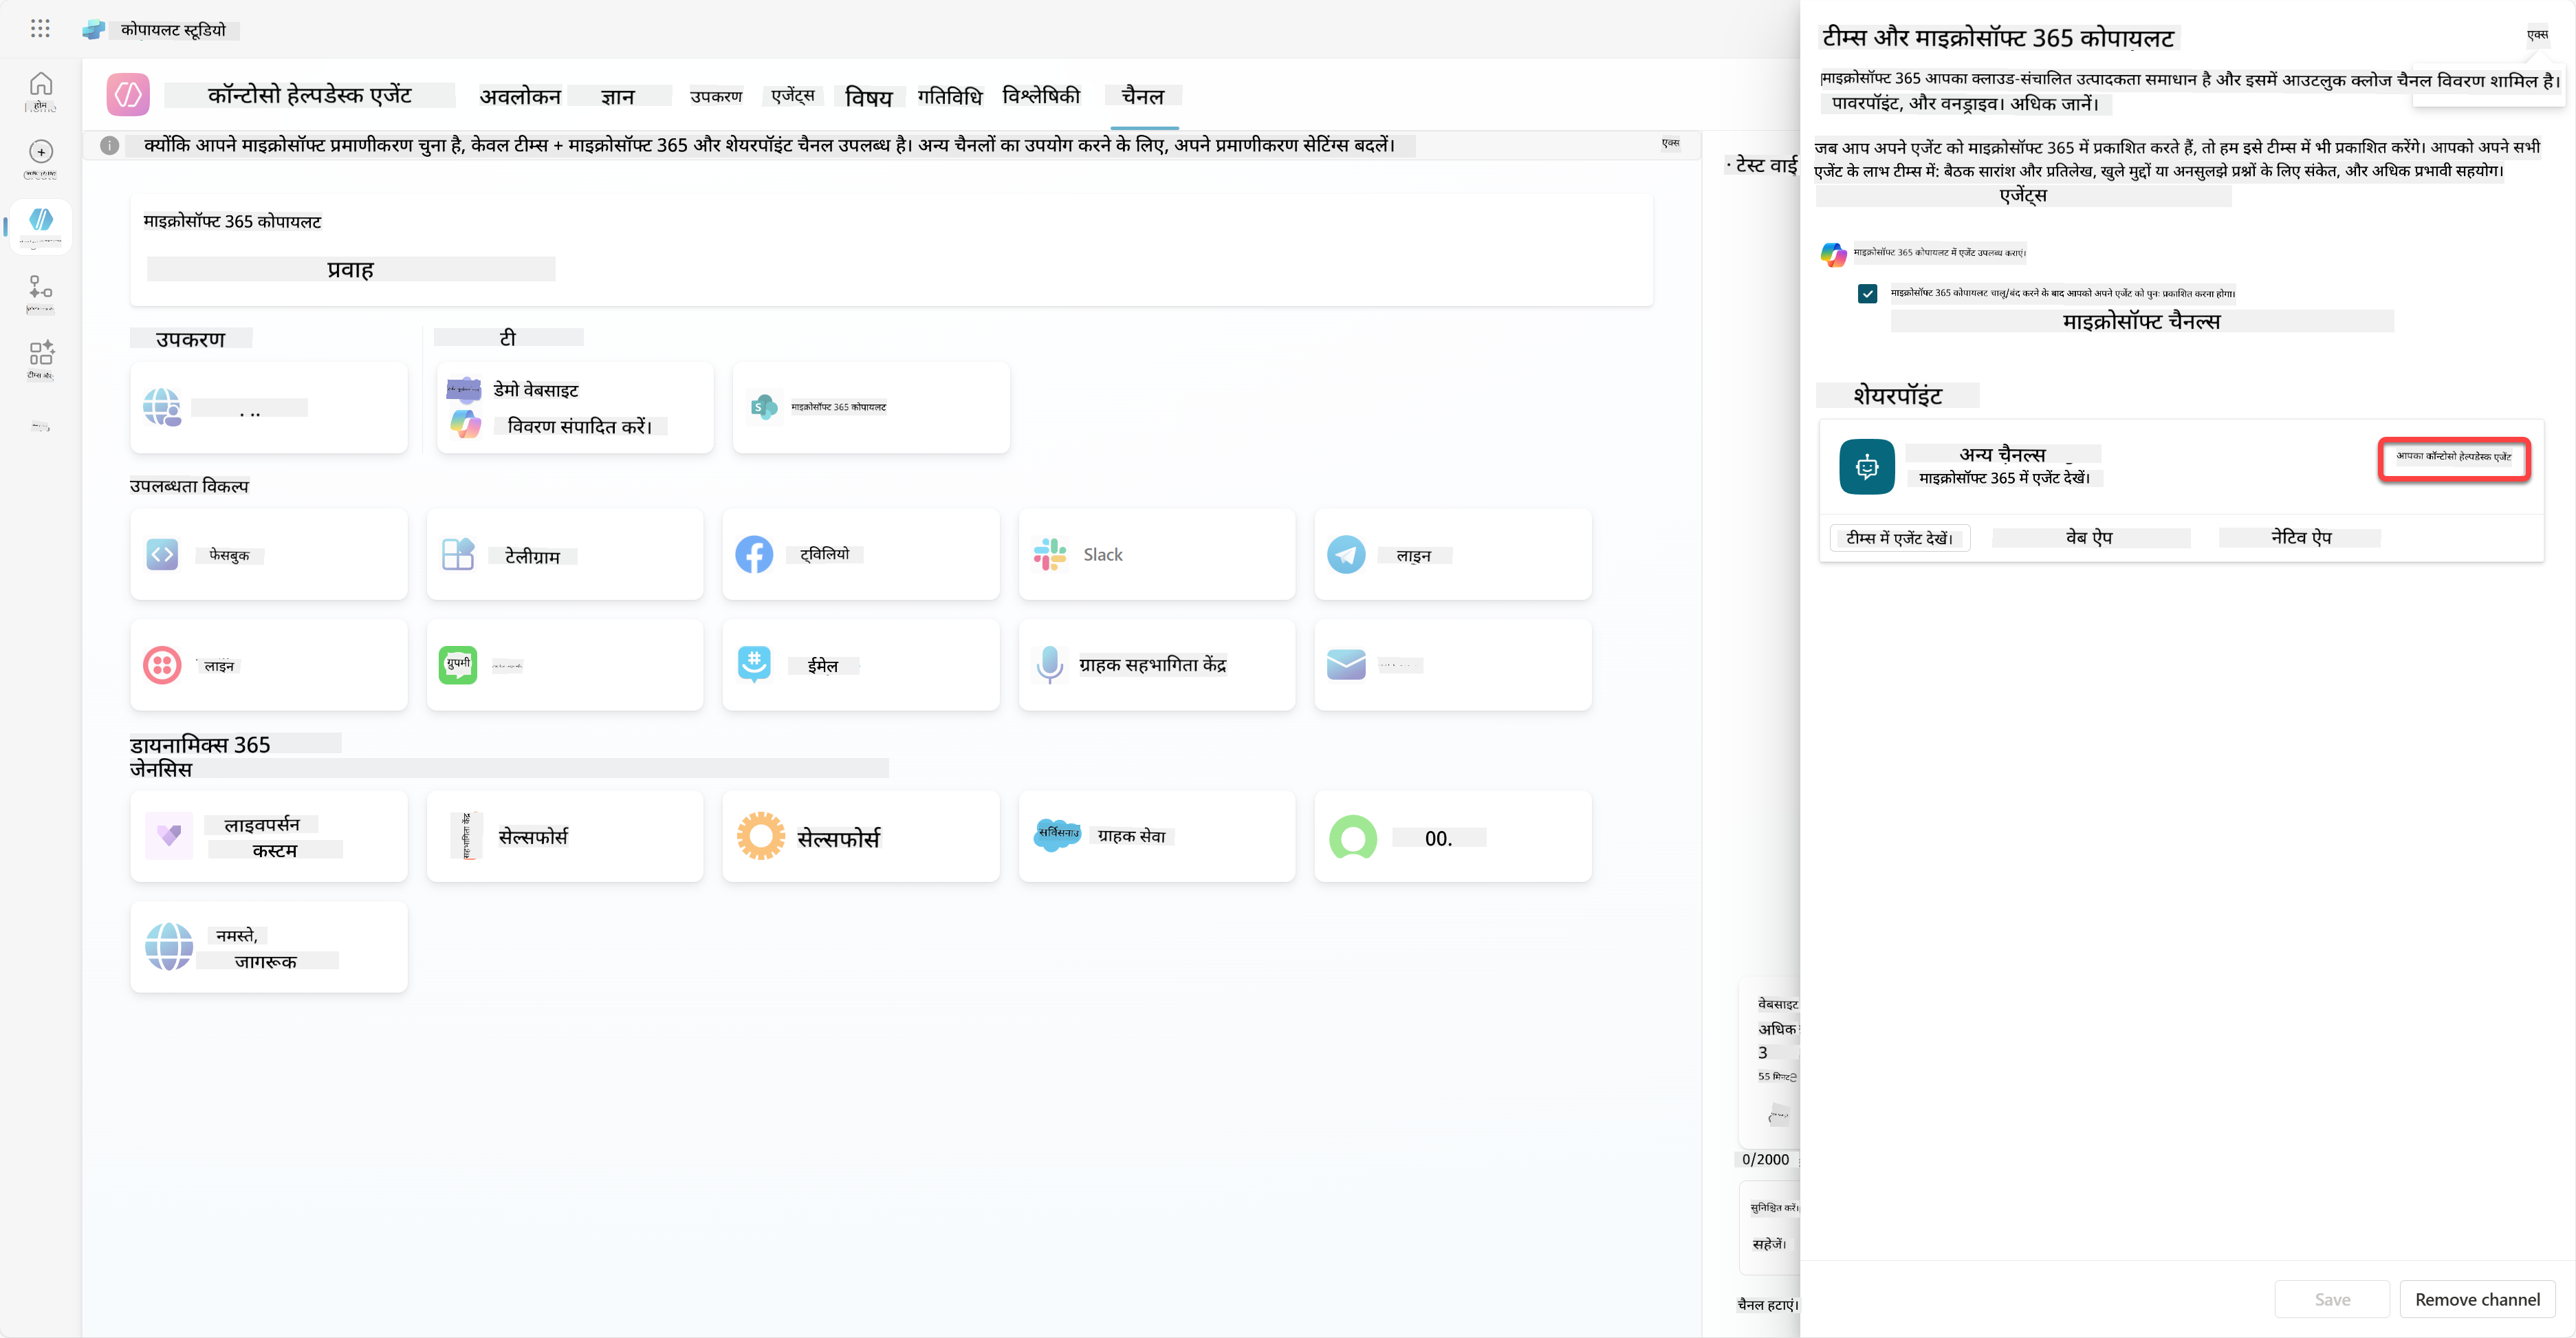 कोपायलट स्टूडियो
होम
कॉन्टोसो हेल्पडेस्क एजेंट
अवलोकन
ज्ञान
उपकरण
एजेंट्स
विषय
गतिविधि
विश्लेषिकी
चैनल
क्योंकि आपने माइक्रोसॉफ्ट प्रमाणीकरण चुना है, केवल टीम्स + माइक्रोसॉफ्ट 365 और शेयरपॉइंट चैनल उपलब्ध है। अन्य चैनलों का उपयोग करने के लिए, अपने प्रमाणीकरण सेटिंग्स बदलें।
एक्स
माइक्रोसॉफ्ट 365 कोपायलट
प्रवाह
उपकरण
टी
डेमो वेबसाइट
विवरण संपादित करें।
माइक्रोसॉफ्ट 365 कोपायलट
टीम्स और
उपलब्धता विकल्प
फेसबुक
टेलीग्राम
ट्विलियो
Slack
लाइन
लाइन
ग्रुपमी
ईमेल
ग्राहक सहभागिता केंद्र
डायनामिक्स 365
जेनसिस
लाइवपर्सन
कस्टम
सहभागिता केंद्र
सेल्सफोर्स
सेल्सफोर्स
सर्विसनाउ
ग्राहक सेवा
00.
नमस्ते,
जागरूक
टेस्ट वाई
वेबसाइट
अधिक
3
55 मिनट
0/2000
सुनिश्चित करें।
सहेजें।
चैनल हटाएं।
टीम्स और माइक्रोसॉफ्ट 365 कोपायलट
एक्स
माइक्रोसॉफ्ट 365 आपका क्लाउड-संचालित उत्पादकता समाधान है और इसमें आउटलुक क्लोज चैनल विवरण शामिल है।
पावरपॉइंट, और वनड्राइव। अधिक जानें।
जब आप अपने एजेंट को माइक्रोसॉफ्ट 365 में प्रकाशित करते हैं, तो हम इसे टीम्स में भी प्रकाशित करेंगे। आपको अपने सभी
एजेंट के लाभ टीम्स में: बैठक सारांश और प्रतिलेख, खुले मुद्दों या अनसुलझे प्रश्नों के लिए संकेत, और अधिक प्रभावी सहयोग।
एजेंट्स
माइक्रोसॉफ्ट 365 कोपायलट में एजेंट उपलब्ध कराएं।
माइक्रोसॉफ्ट 365 कोपायलट चालू/बंद करने के बाद आपको अपने एजेंट को पुनः प्रकाशित करना होगा।
माइक्रोसॉफ्ट चैनल्स
शेयरपॉइंट
अन्य चैनल्स
माइक्रोसॉफ्ट 365 में एजेंट देखें।
आपका कॉन्टोसो हेल्पडेस्क एजेंट
टीम्स में एजेंट देखें।
वेब ऐप
नेटिव ऐप
Save
Remove channel